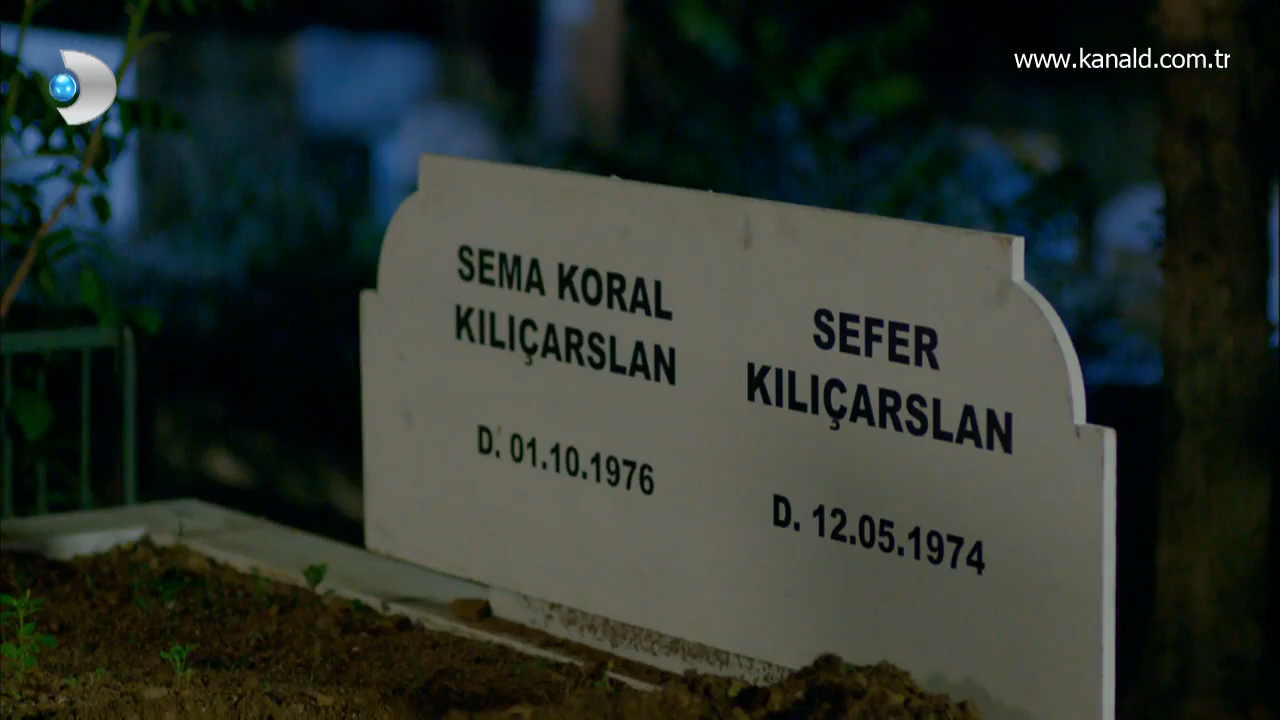 www.kanald.com.tr
SEMA KORAL
KILIÇARSLAN
D. 01.10.1976
SEFER
KILIÇARSLAN
D. 12.05.1974